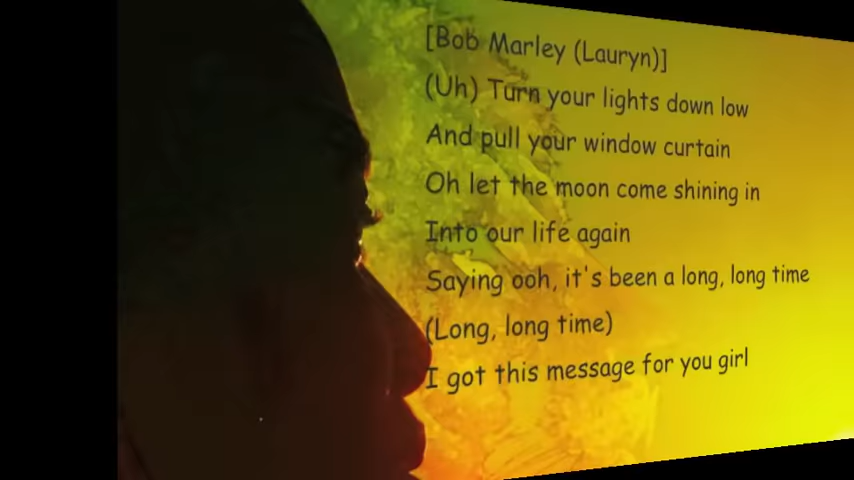 [Bob Marley (Lauryn)]
(Uh) Turn your lights down low
And pull your window curtain
Oh let the moon come shining in
Into our life again
Saying ooh, it's been a long, long time
(Long, long time)
I got this message for you girl